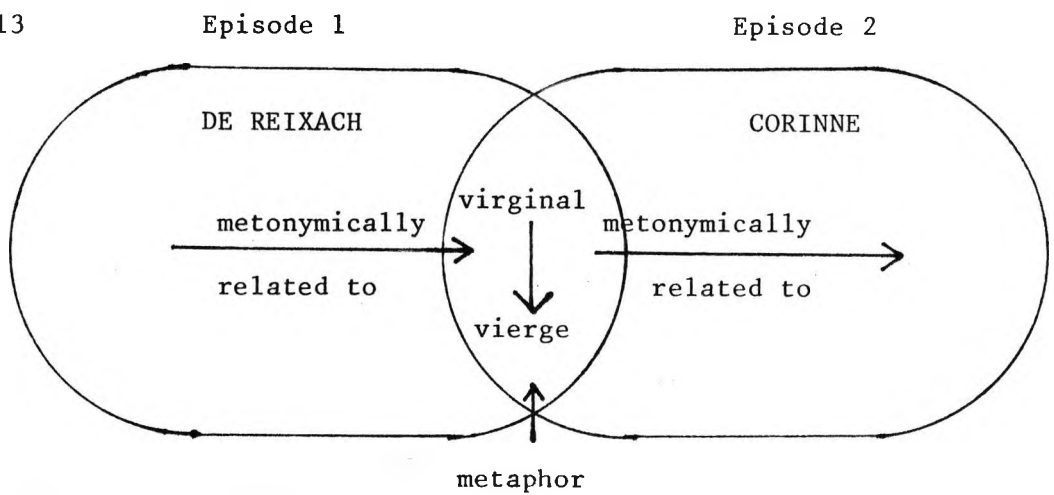 13 Episode 1 Episode 2
DE REIXACH CORINNE
virginal
metonymically metonymically
related to related to
vierge
metaphor